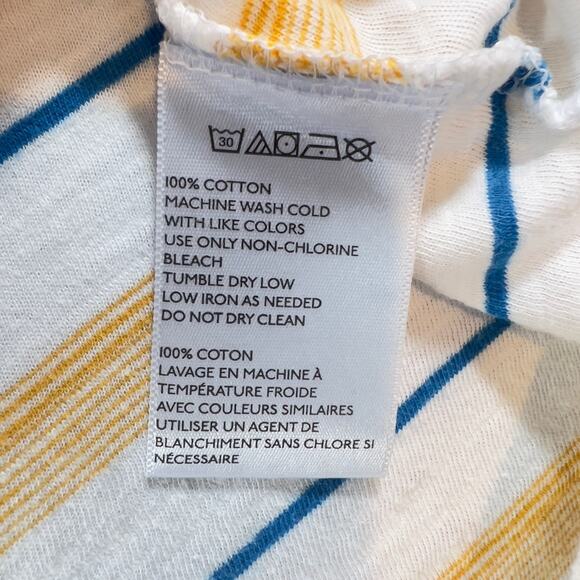 30
100% COTTON
MACHINE WASH COLD
WITH LIKE COLORS
USE ONLY NON-CHLORINE
BLEACH
TUMBLE DRY LOW
LOW IRON AS NEEDED
DO NOT DRY CLEAN
100% COTON
LAVAGE EN MACHINE À
TEMPÉRATURE FROIDE
AVEC COULEURS SIMILAIRES
UTILISER UN AGENT DE
BLANCHIMENT SANS CHLORE SI
NÉCESSAIRE